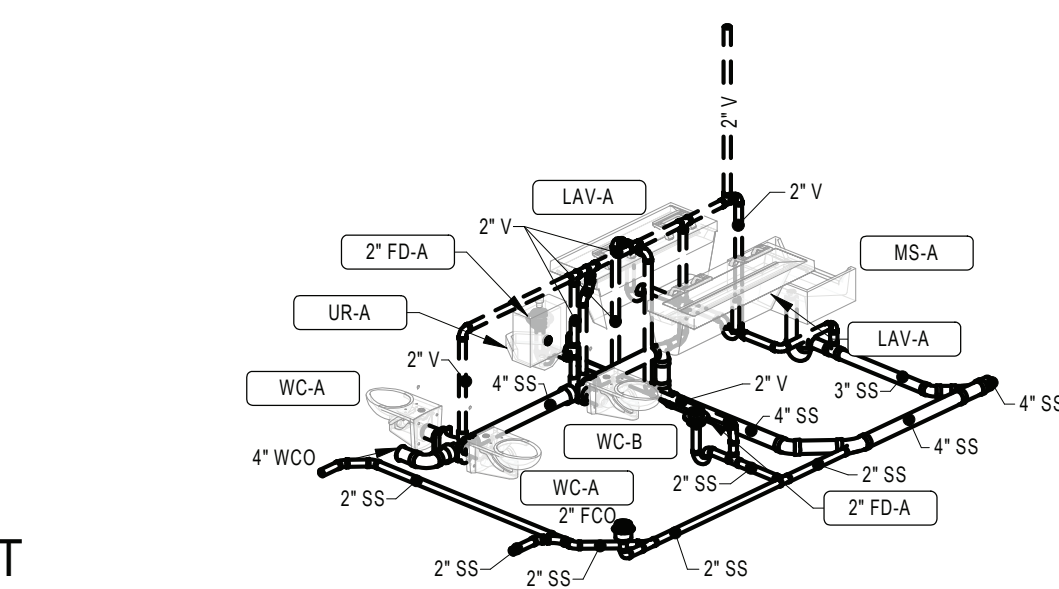 2" V
LAV-A
2" V
2" V
2" FD-A
MS-A
UR-A
LAV-A
2" V
WC-A
4" SS
2" V
3" SS
4" SS
4" SS
4" SS
WC-B
4" WCO
2" SS
WC-A
2" SS
2" SS
2" FCO
2" FD-A
T
2" SS
2" SS
2" SS